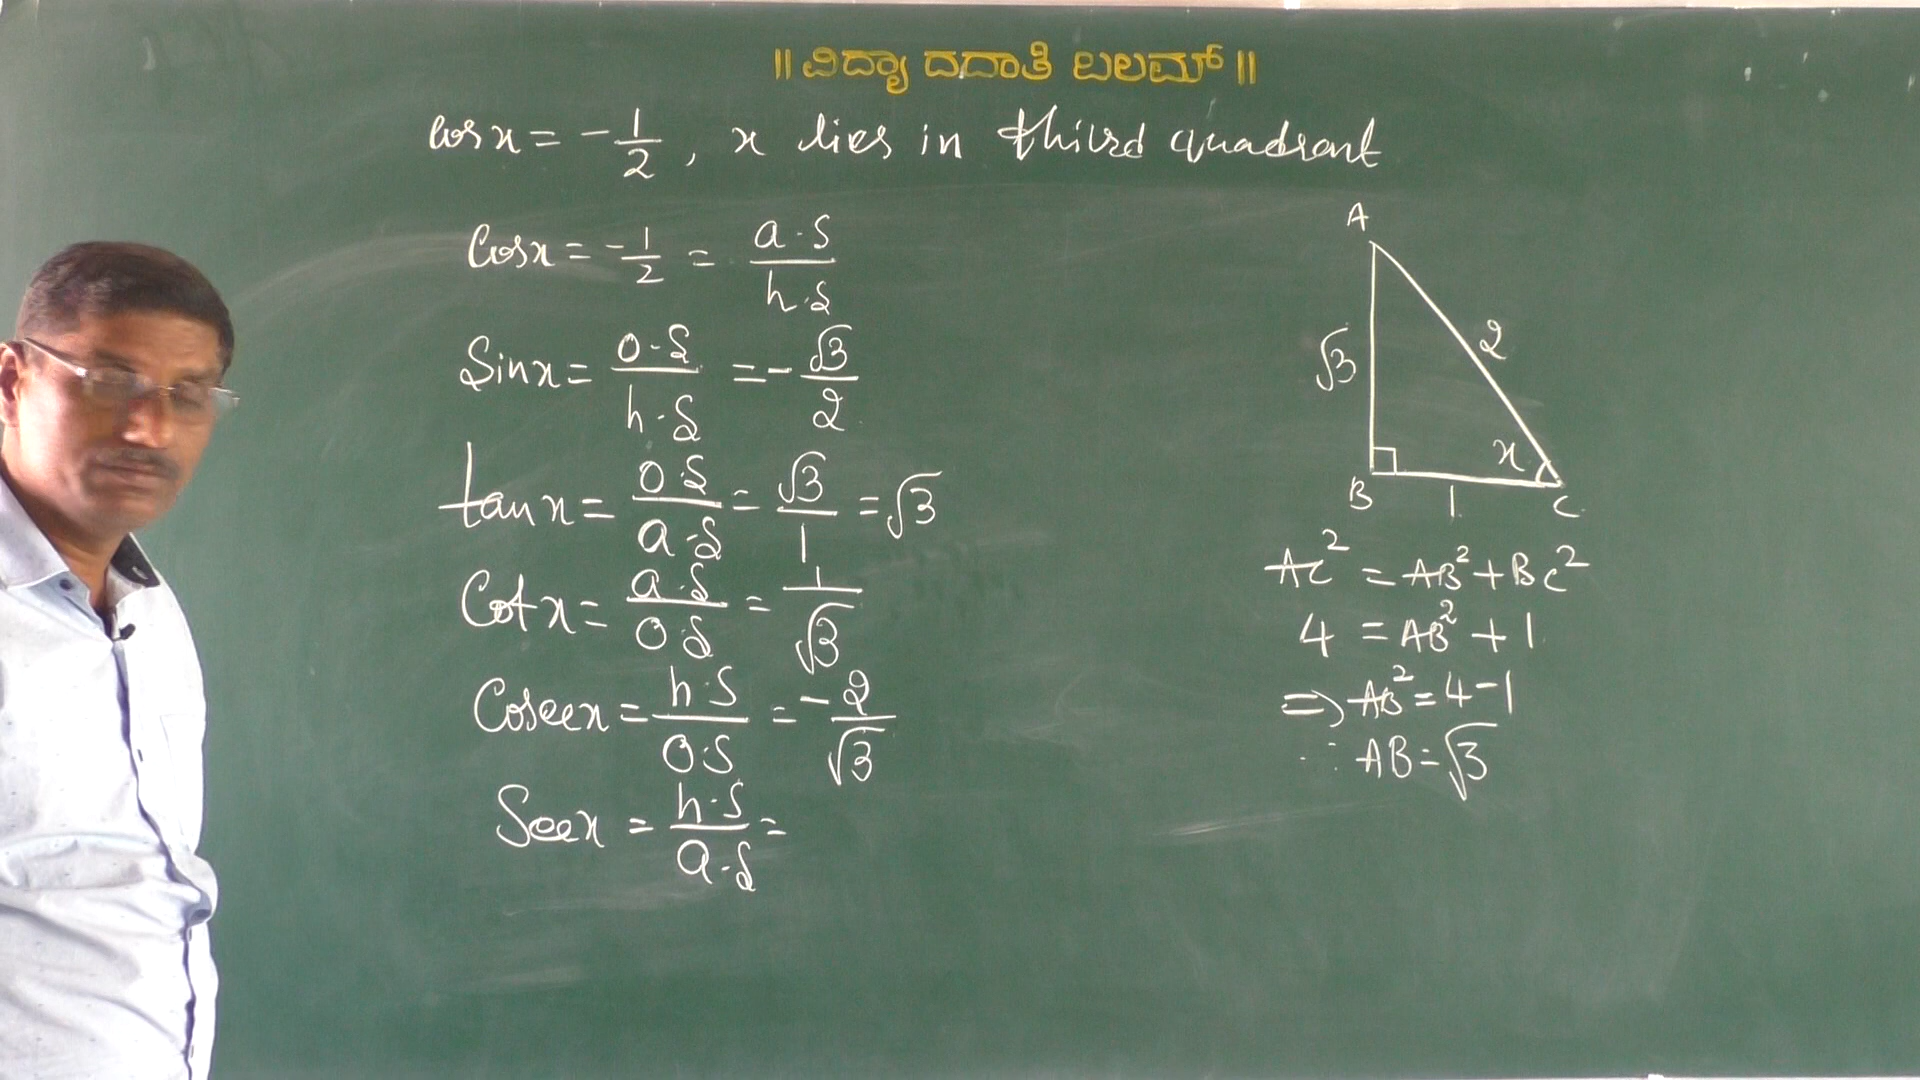 ॥ ವಿದ್ಯಾ ದದಾತಿ ಬಲಮ್ ॥
Cos x = -1/2, x lies in third quadrant
Cos x = -1/2 = a.s/h.s
Sin x = o.s/h.s = -√3/2
tan x = o.s/a.s = √3/1 = √3
Cot x = a.s/o.s = 1/√3
Cosec x = h.s/o.s = -2/√3
Sec x = h.s/a.s =
A
√3 2
x
B 1 C
AC² = AB² + BC²
4 = AB² + 1
⇒ AB² = 4-1
∴ AB = √3